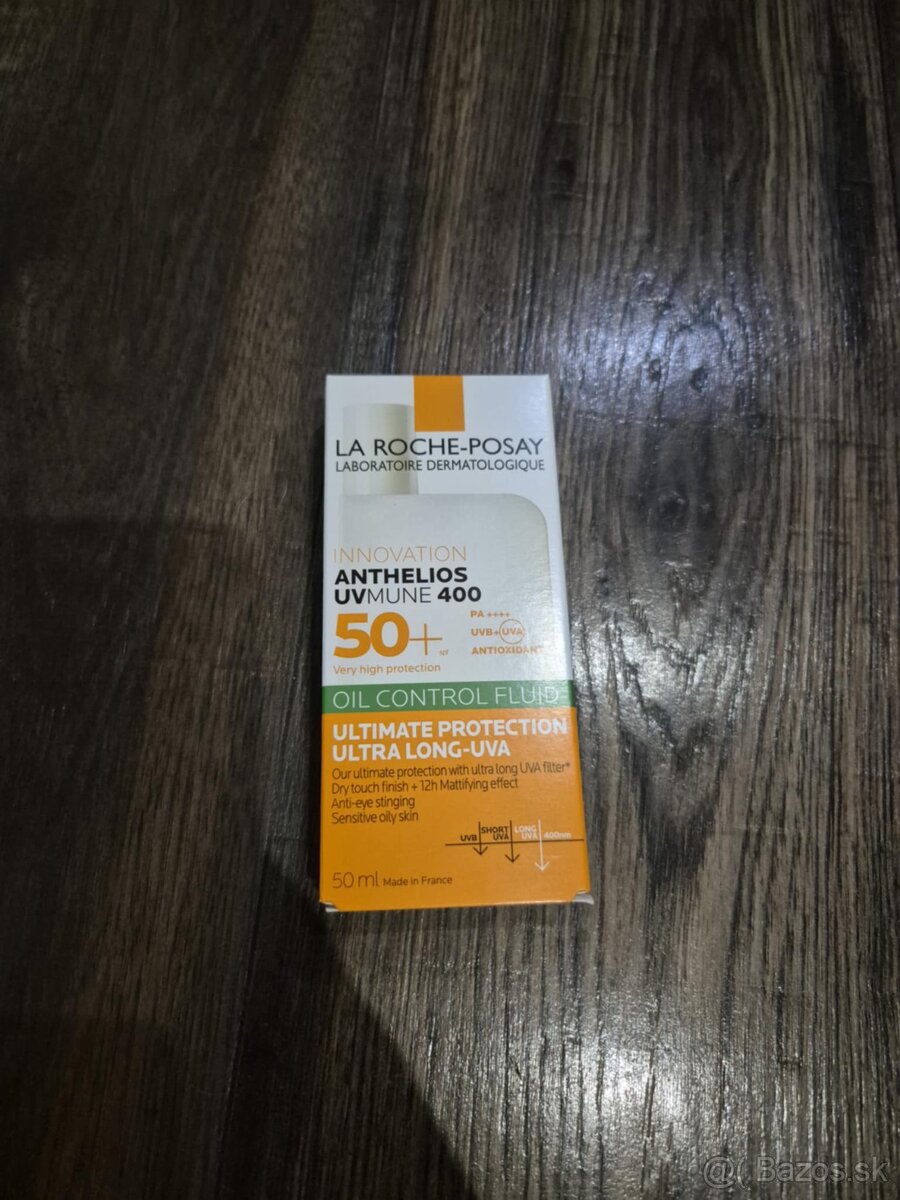 LA ROCHE-POSAY
LABORATOIRE DERMATOLOGIQUE
INNOVATION
ANTHELIOS
UVMUNE 400
50+
PA ++++
UVB+UVA
ANTIOXIDANT
Very high protection
OIL CONTROL FLUIDE
ULTIMATE PROTECTION
ULTRA LONG-UVA
Our ultimate protection with ultra long UVA filter*
Dry touch finish + 12h Mattifying effect
Anti-eye stinging
Sensitive oily skin
UVB
SHORT UVA
LONG UVA
400nm
50 ml Made in France
@ Bazos.sk